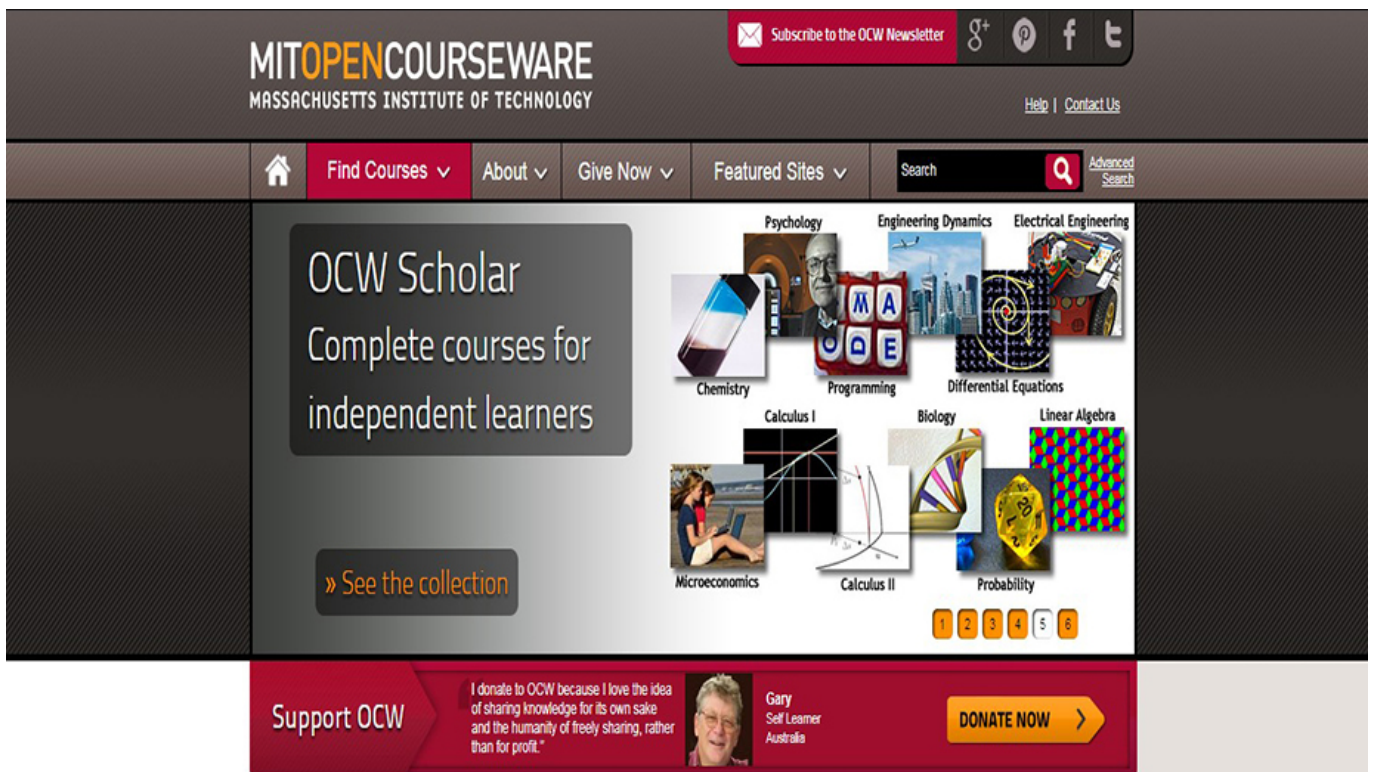 Subscribe to the OCW Newsletter
MITOPENCOURSEWARE
MASSACHUSETTS INSTITUTE OF TECHNOLOGY
Help | Contact Us
Find Courses
About
Give Now
Featured Sites
Search
Advanced
Search
OCW Scholar
Complete courses for
independent learners
» See the collection
Psychology
Engineering Dynamics
Electrical Engineering
Chemistry
Programming
Differential Equations
Calculus I
Biology
Linear Algebra
Microeconomics
Calculus II
Probability
1 2 3 4 5 6
Support OCW
I donate to OCW because I love the idea
of sharing knowledge for its own sake
and the humanity of freely sharing, rather
than for profit."
Gary
Self Learner
Australia
DONATE NOW